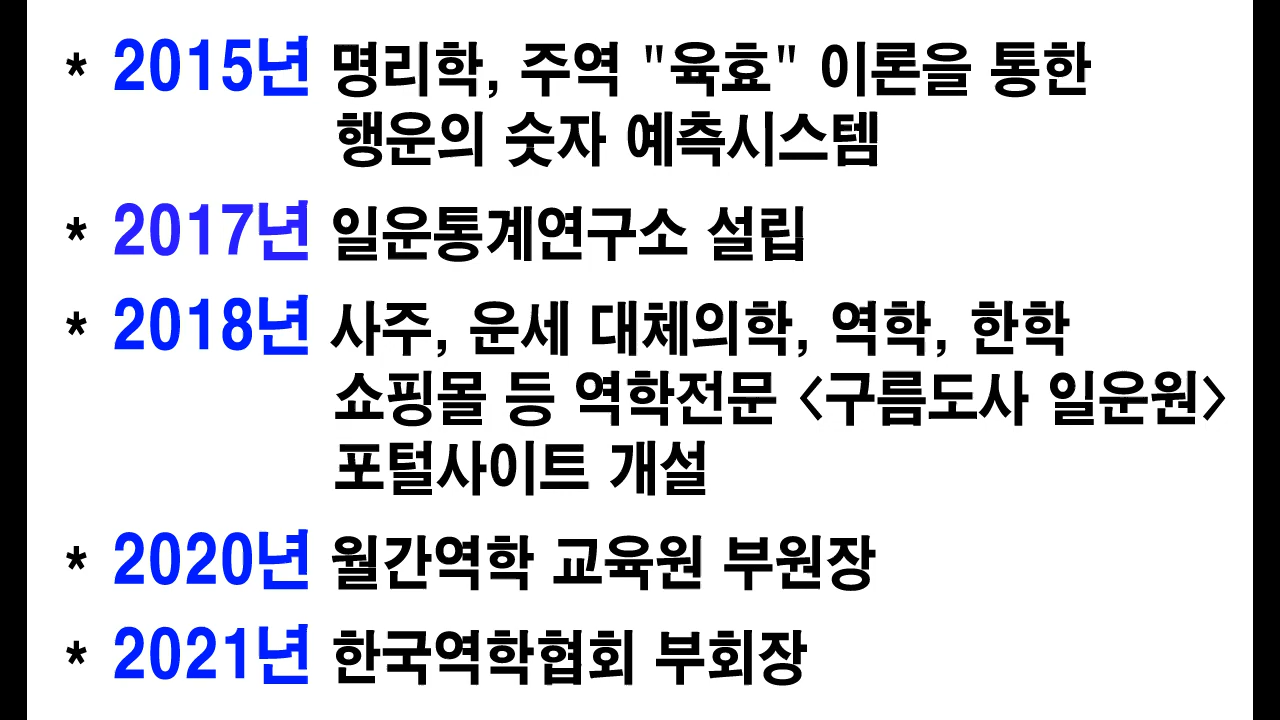 * 2015년 명리학, 주역 "육효" 이론을 통한
행운의 숫자 예측시스템
* 2017년 일운통계연구소 설립
* 2018년 사주, 운세 대체의학, 역학, 한학
쇼핑몰 등 역학전문 <구름도사 일운원>
포털사이트 개설
* 2020년 월간역학 교육원 부원장
* 2021년 한국역학협회 부회장